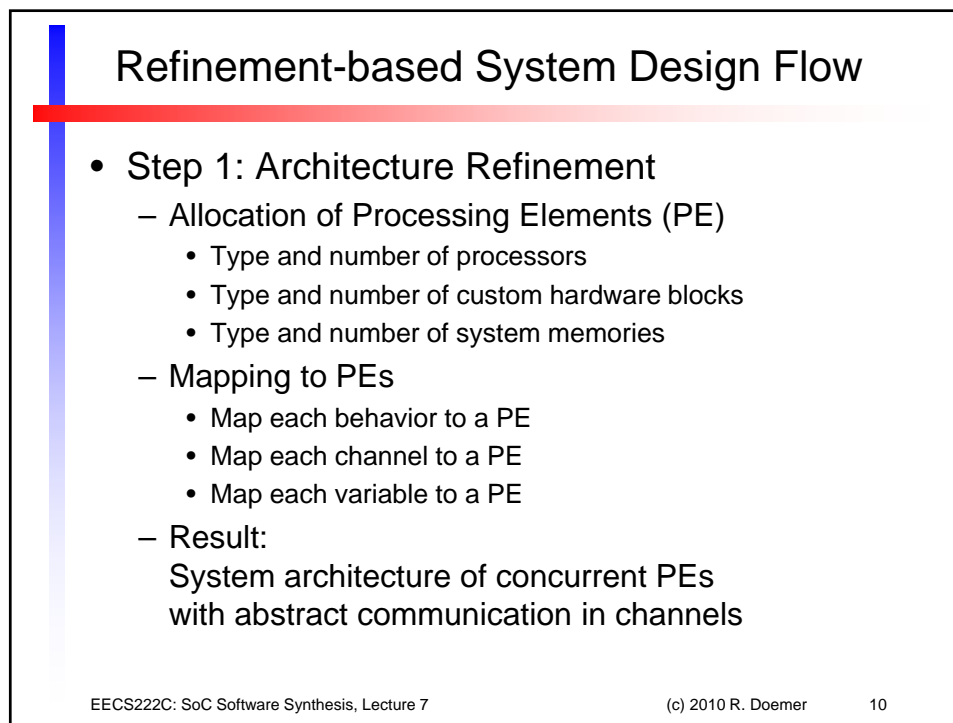 Refinement-based System Design Flow
• Step 1: Architecture Refinement
– Allocation of Processing Elements (PE)
• Type and number of processors
• Type and number of custom hardware blocks
• Type and number of system memories
– Mapping to PEs
• Map each behavior to a PE
• Map each channel to a PE
• Map each variable to a PE
– Result:
System architecture of concurrent PEs
with abstract communication in channels
EECS222C: SoC Software Synthesis, Lecture 7 (c) 2010 R. Doemer 10